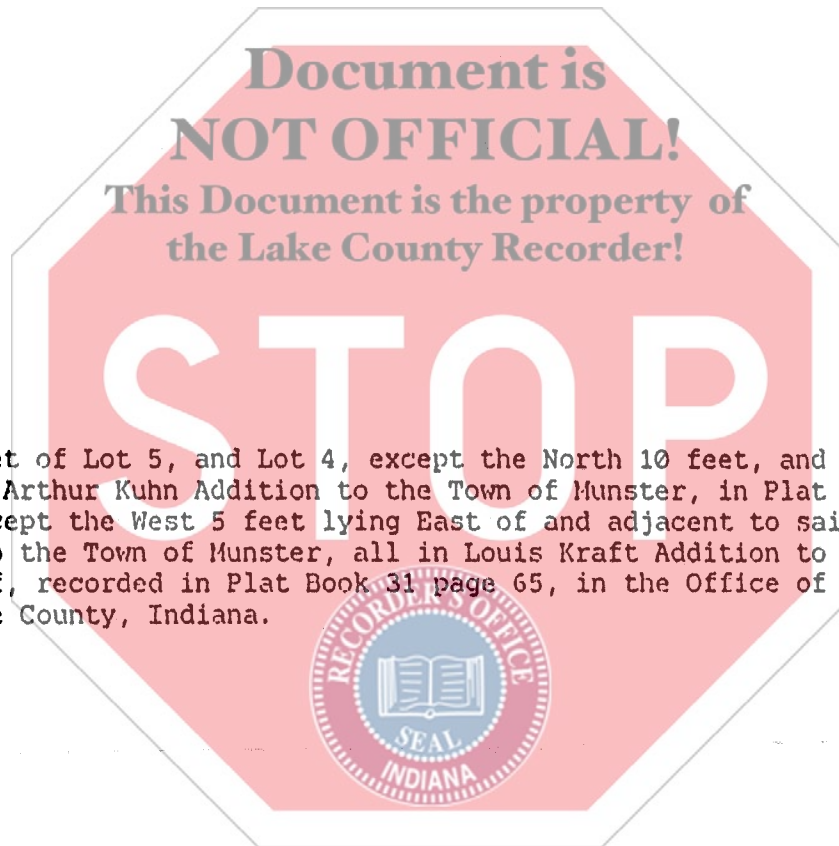 Document is
NOT OFFICIAL!
This Document is the property of
the Lake County Recorder!
STOP
of Lot 5, and Lot 4, except the North 10 feet, and
Arthur Kuhn Addition to the Town of Munster, in Plat
the West 5 feet lying East of and adjacent to
the Town of Munster, all in Louis Kraft Addition to
recorded in Plat Book 31 page 65, in the Office of
County, Indiana.
RECORDER'S OFFICE
SEAL
INDIANA